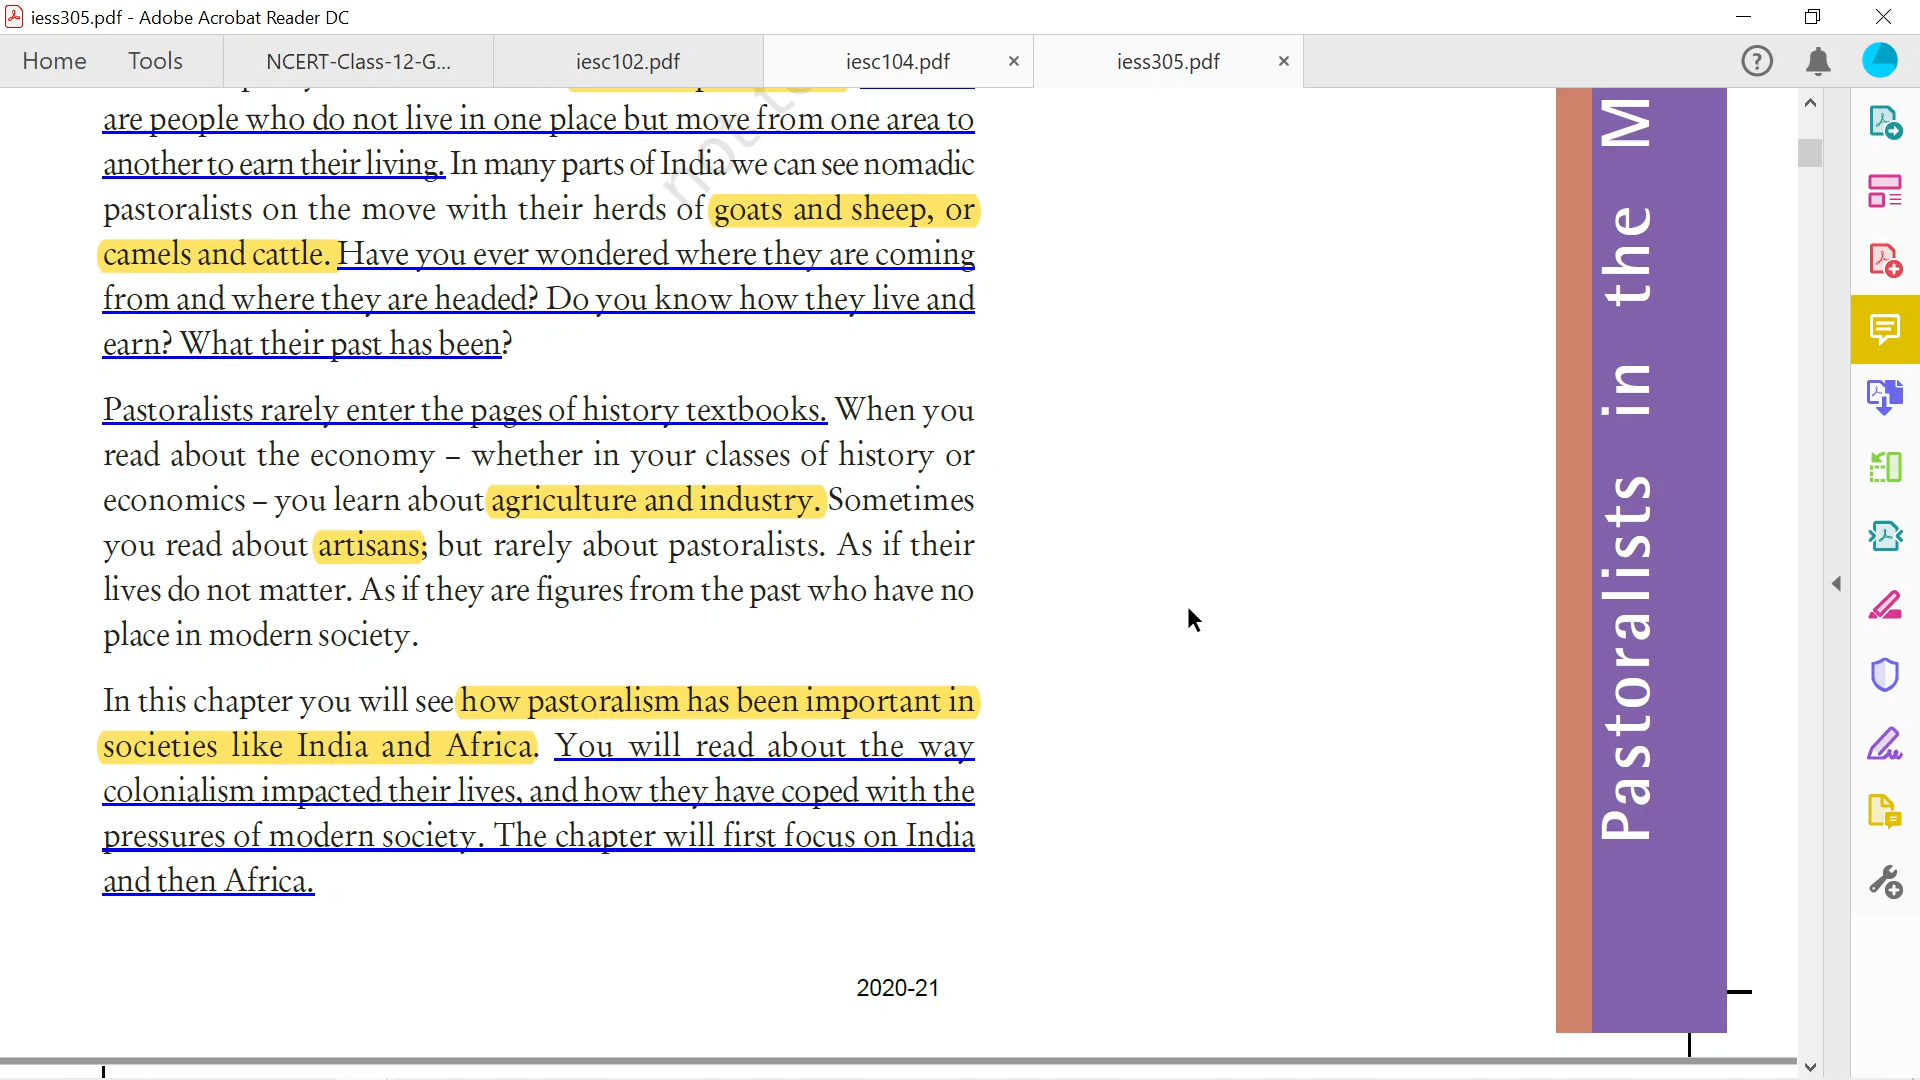 iess305.pdf - Adobe Acrobat Reader DC
Home Tools NCERT-Class-12-G... iesc102.pdf iesc104.pdf iess305.pdf
are people who do not live in one place but move from one area to
another to earn their living. In many parts of India we can see nomadic
pastoralists on the move with their herds of goats and sheep, or
camels and cattle. Have you ever wondered where they are coming
from and where they are headed? Do you know how they live and
earn? What their past has been?
Pastoralists rarely enter the pages of history textbooks. When you
read about the economy – whether in your classes of history or
economics – you learn about agriculture and industry. Sometimes
you read about artisans; but rarely about pastoralists. As if their
lives do not matter. As if they are figures from the past who have no
place in modern society.
In this chapter you will see how pastoralism has been important in
societies like India and Africa. You will read about the way
colonialism impacted their lives, and how they have coped with the
pressures of modern society. The chapter will first focus on India
and then Africa.
2020-21
Pastoralists in the M
not to